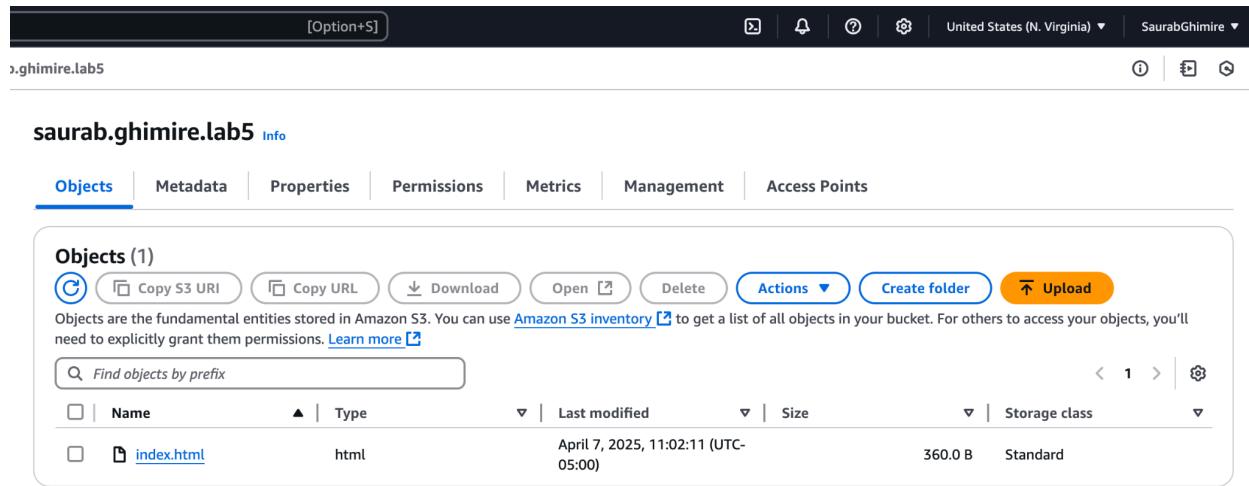 [Option+S]
United States (N. Virginia) ▼
SaurabGhimire ▼
b.ghimire.lab5
saurab.ghimire.lab5 Info
Objects
Metadata
Properties
Permissions
Metrics
Management
Access Points
Objects (1)
Copy S3 URI
Copy URL
Download
Open
Delete
Actions ▼
Create folder
Upload
Objects are the fundamental entities stored in Amazon S3. You can use Amazon S3 inventory to get a list of all objects in your bucket. For others to access your objects, you'll
need to explicitly grant them permissions. Learn more
Find objects by prefix
< 1 >
Name ▲ | Type ▼ | Last modified ▼ | Size ▼ | Storage class ▼
index.html html April 7, 2025, 11:02:11 (UTC-
05:00) 360.0 B Standard